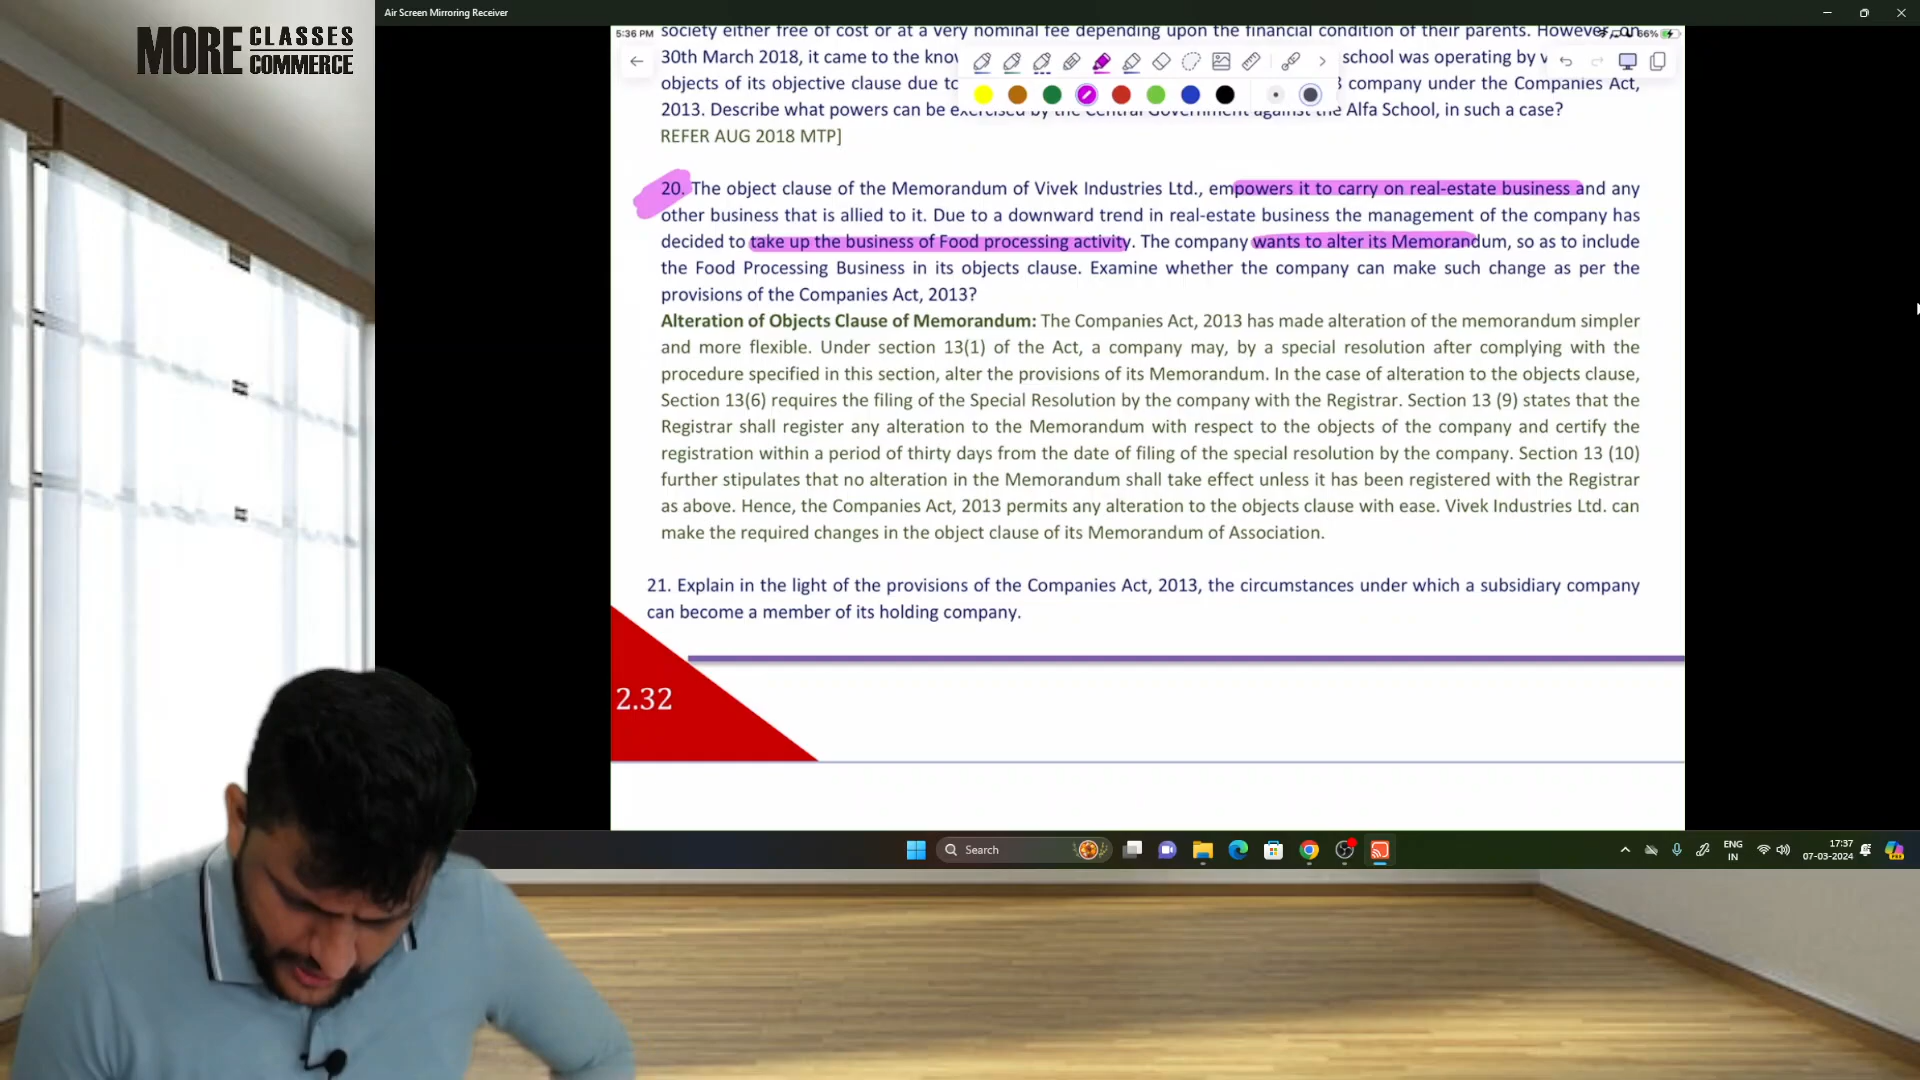 Air Screen Mirroring Receiver
MORE CLASSES
COMMERCE
5:36 PM
66%
society either free of cost or at a very nominal fee depending upon the financial condition of their parents. However, on
30th March 2018, it came to the school was operating by
objects of its objective clause due to company under the Companies Act,
2013. Describe what powers can be exercised by the Central Government against the Alfa School, in such a case?
REFER AUG 2018 MTP]
20. The object clause of the Memorandum of Vivek Industries Ltd., empowers it to carry on real-estate business and any
other business that is allied to it. Due to a downward trend in real-estate business the management of the company has
decided to take up the business of Food processing activity. The company wants to alter its Memorandum, so as to include
the Food Processing Business in its objects clause. Examine whether the company can make such change as per the
provisions of the Companies Act, 2013?
Alteration of Objects Clause of Memorandum: The Companies Act, 2013 has made alteration of the memorandum simpler
and more flexible. Under section 13(1) of the Act, a company may, by a special resolution after complying with the
procedure specified in this section, alter the provisions of its Memorandum. In the case of alteration to the objects clause,
Section 13(6) requires the filing of the Special Resolution by the company with the Registrar. Section 13 (9) states that the
Registrar shall register any alteration to the Memorandum with respect to the objects of the company and certify the
registration within a period of thirty days from the date of filing of the special resolution by the company. Section 13 (10)
further stipulates that no alteration in the Memorandum shall take effect unless it has been registered with the Registrar
as above. Hence, the Companies Act, 2013 permits any alteration to the objects clause with ease. Vivek Industries Ltd. can
make the required changes in the object clause of its Memorandum of Association.
21. Explain in the light of the provisions of the Companies Act, 2013, the circumstances under which a subsidiary company
can become a member of its holding company.
2.32
Search
ENG
IN
17:37
07-03-2024